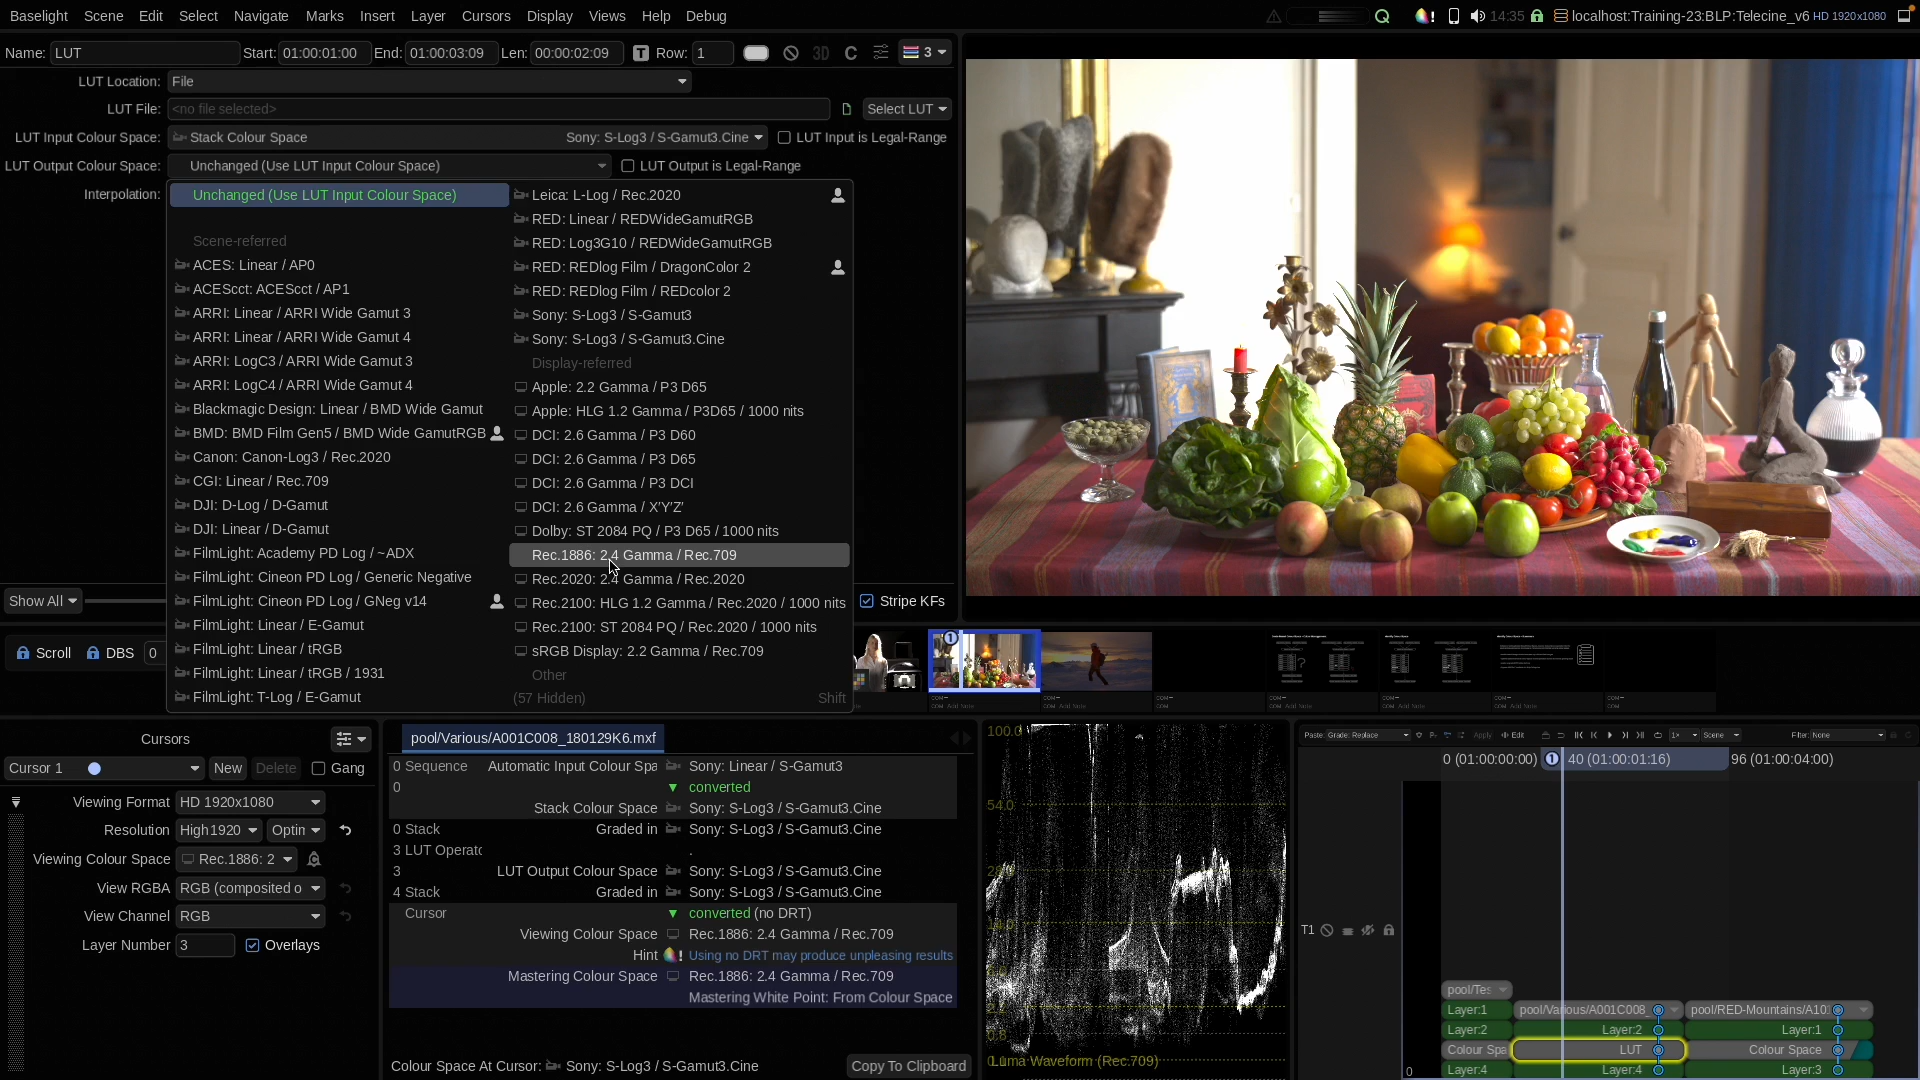 Baselight Scene Edit Select Navigate Marks Insert Layer Cursors Display Views Help Debug
14:35 localhost:Training-23:BLP:Telecine_v6 HD 1920x1080
Name: LUT Start: 01:00:01:00 End: 01:00:03:09 Len: 00:00:02:09 T Row: 1 3D C 3
LUT Location: File
LUT File: <no file selected> Select LUT
LUT Input Colour Space: Stack Colour Space Sony: S-Log3 / S-Gamut3.Cine LUT Input is Legal-Range
LUT Output Colour Space: Unchanged (Use LUT Input Colour Space) LUT Output is Legal-Range
Interpolation:
Unchanged (Use LUT Input Colour Space)
Scene-referred
ACES: Linear / AP0
ACEScct: ACEScct / AP1
ARRI: Linear / ARRI Wide Gamut 3
ARRI: Linear / ARRI Wide Gamut 4
ARRI: LogC3 / ARRI Wide Gamut 3
ARRI: LogC4 / ARRI Wide Gamut 4
Blackmagic Design: Linear / BMD Wide Gamut
BMD: BMD Film Gen5 / BMD Wide GamutRGB
Canon: Canon-Log3 / Rec.2020
CGI: Linear / Rec.709
DJI: D-Log / D-Gamut
DJI: Linear / D-Gamut
FilmLight: Academy PD Log / ~ADX
FilmLight: Cineon PD Log / Generic Negative
FilmLight: Cineon PD Log / GNeg v14
FilmLight: Linear / E-Gamut
FilmLight: Linear / tRGB
FilmLight: Linear / tRGB / 1931
FilmLight: T-Log / E-Gamut
Leica: L-Log / Rec.2020
RED: Linear / REDWideGamutRGB
RED: Log3G10 / REDWideGamutRGB
RED: REDlog Film / DragonColor 2
RED: REDlog Film / REDcolor 2
Sony: S-Log3 / S-Gamut3
Sony: S-Log3 / S-Gamut3.Cine
Display-referred
Apple: 2.2 Gamma / P3 D65
Apple: HLG 1.2 Gamma / P3D65 / 1000 nits
DCI: 2.6 Gamma / P3 D60
DCI: 2.6 Gamma / P3 D65
DCI: 2.6 Gamma / P3 DCI
DCI: 2.6 Gamma / X'Y'Z'
Dolby: ST 2084 PQ / P3 D65 / 1000 nits
Rec.1886: 2.4 Gamma / Rec.709
Rec.2020: 2.4 Gamma / Rec.2020
Rec.2100: HLG 1.2 Gamma / Rec.2020 / 1000 nits
Rec.2100: ST 2084 PQ / Rec.2020 / 1000 nits
sRGB Display: 2.2 Gamma / Rec.709
Other
(57 Hidden) Shift
Show All Stripe KFs
Scroll DBS 0
Cursors
Cursor 1 New Delete Gang
Viewing Format HD 1920x1080
Resolution High1920 Optin
Viewing Colour Space Rec.1886: 2
View RGBA RGB (composited o
View Channel RGB
Layer Number 3 Overlays
pool/Various/A001C008_180129K6.mxf
0 Sequence Automatic Input Colour Spa Sony: Linear / S-Gamut3
0 converted
Stack Colour Space Sony: S-Log3 / S-Gamut3.Cine
0 Stack Graded in Sony: S-Log3 / S-Gamut3.Cine
3 LUT Operato .
3 LUT Output Colour Space Sony: S-Log3 / S-Gamut3.Cine
4 Stack Graded in Sony: S-Log3 / S-Gamut3.Cine
Cursor converted (no DRT)
Viewing Colour Space Rec.1886: 2.4 Gamma / Rec.709
Hint Using no DRT may produce unpleasing results
Mastering Colour Space Rec.1886: 2.4 Gamma / Rec.709
Mastering White Point: From Colour Space
Colour Space At Cursor: Sony: S-Log3 / S-Gamut3.Cine Copy To Clipboard
100.0
54.0
Luma Waveform (Rec.709)
Paste: Grade: Replace Apply Edit 1× Scene Filter: None
0 (01:00:00:00) 1 40 (01:00:01:16) 96 (01:00:04:00)
T1
pool/Tes
Layer:1 pool/Various/A001C008_ pool/RED-Mountains/A10
Layer:2 Layer:2 Layer:1
Colour Spa LUT Colour Space
0 Layer:4 Layer:4 Layer:3